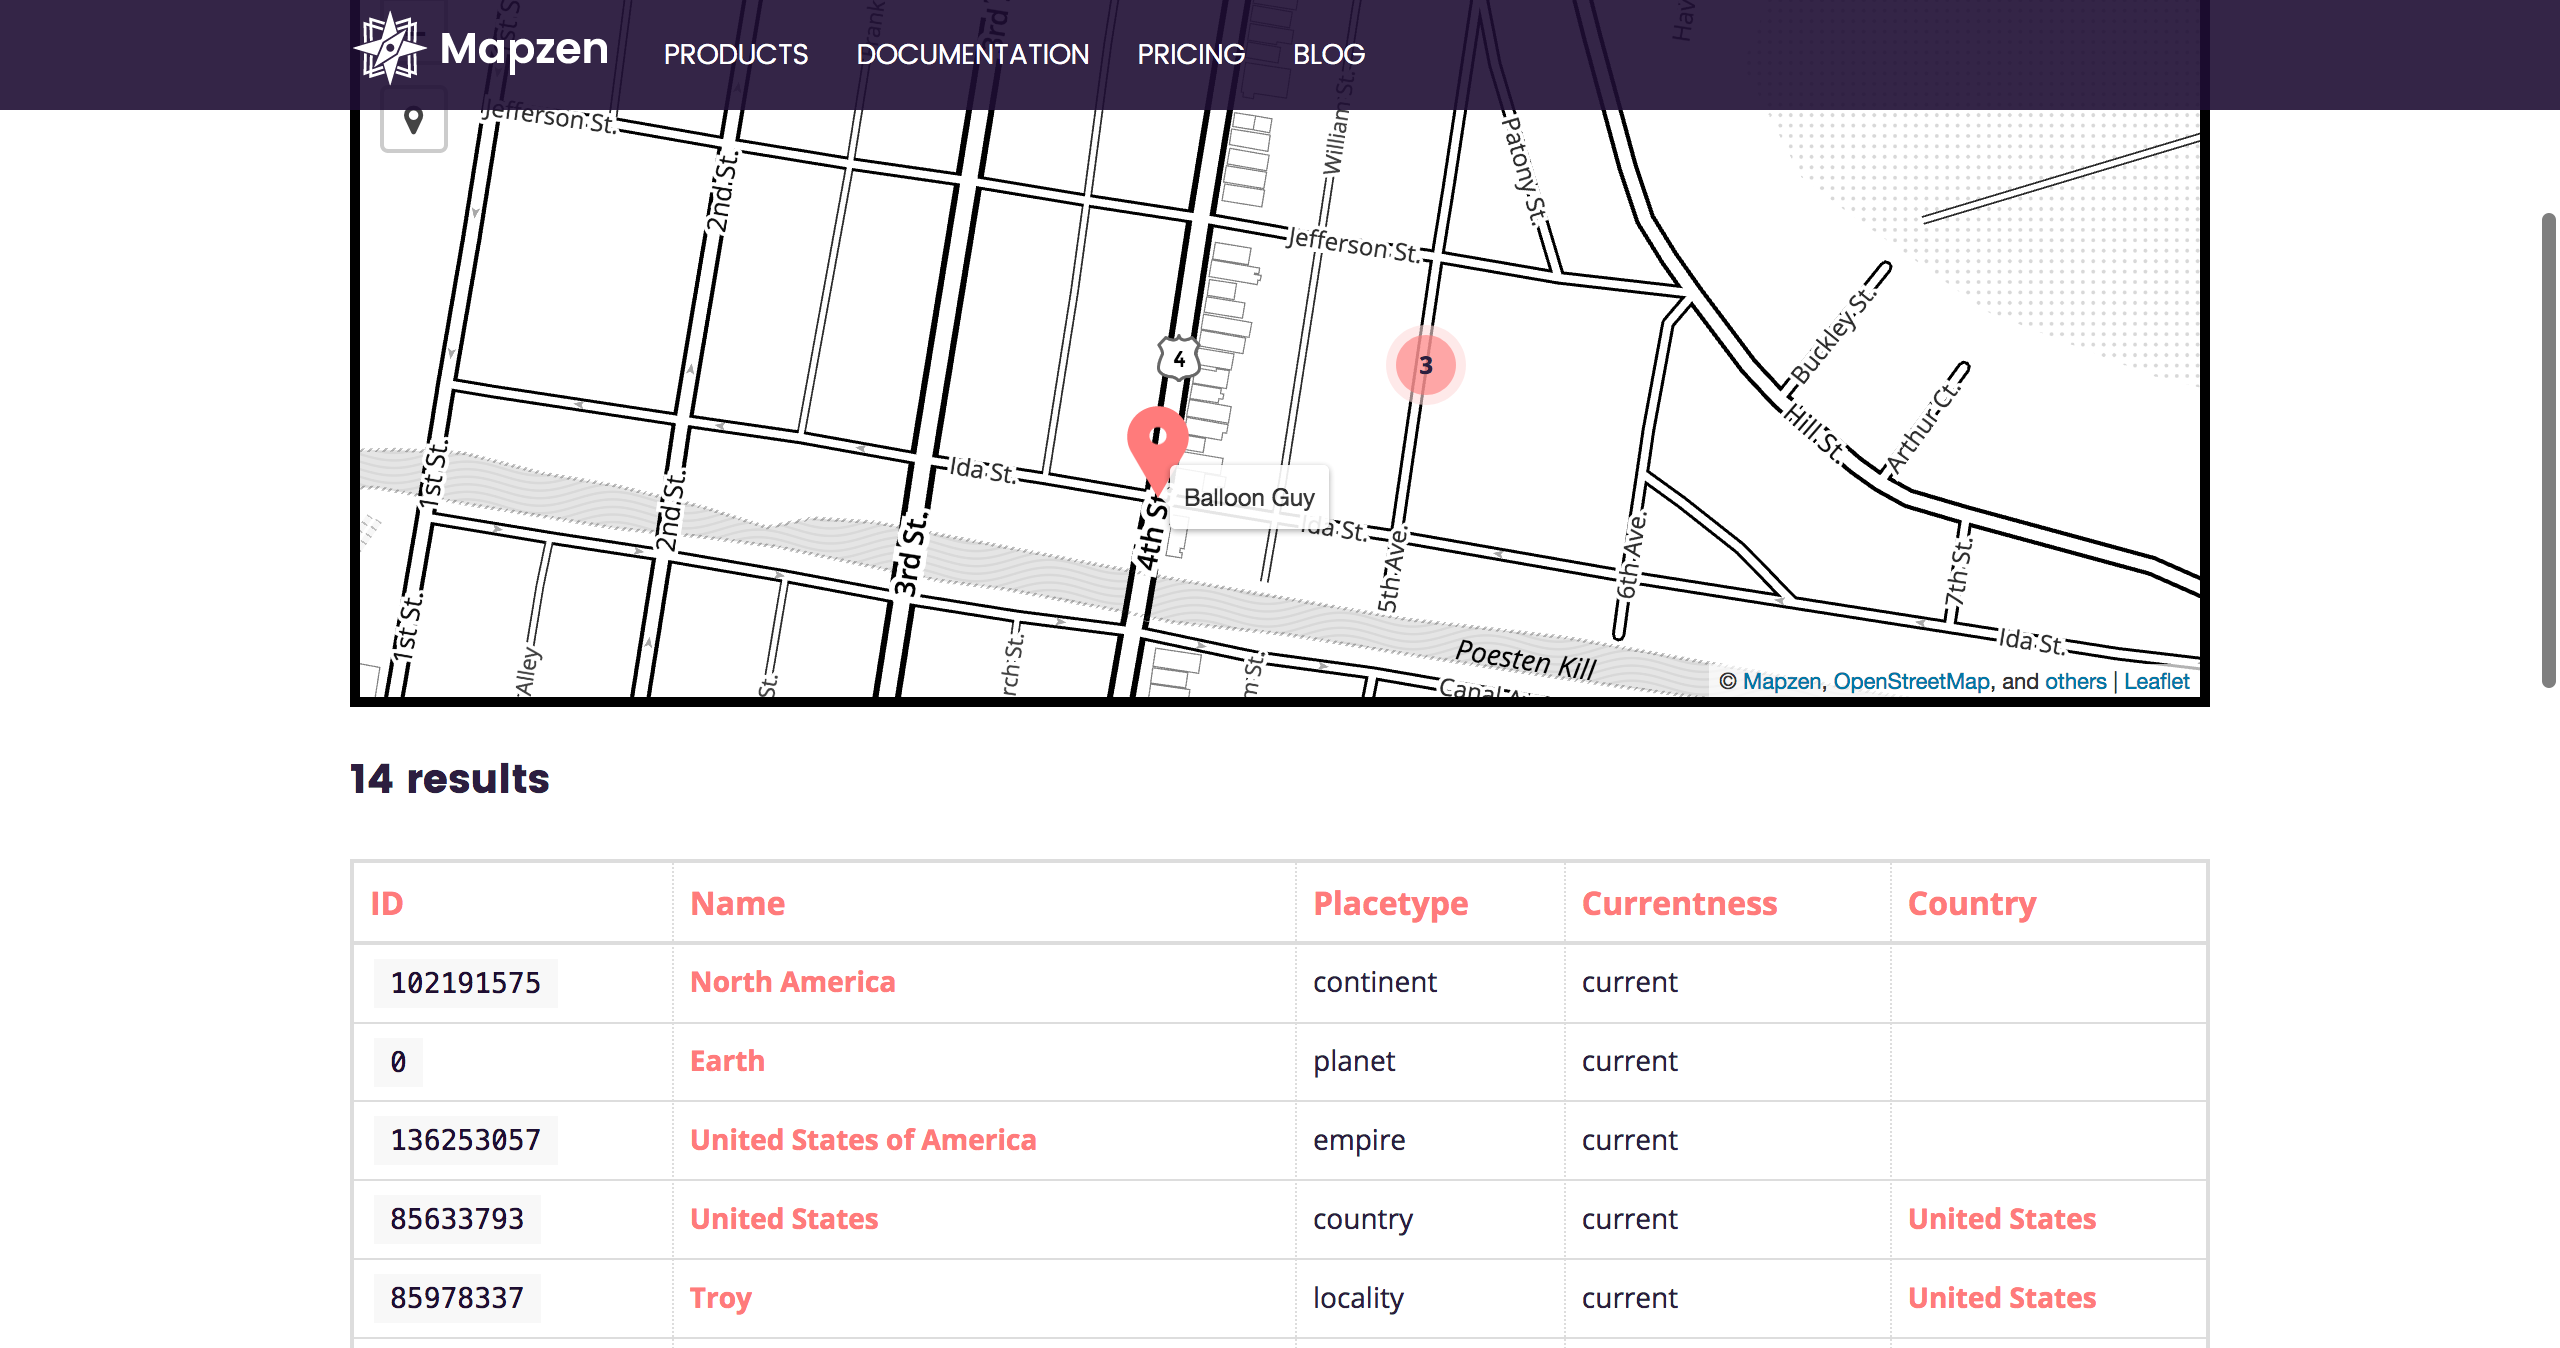 Mapzen
PRODUCTS
DOCUMENTATION
PRICING
BLOG
Jefferson St.
2nd St.
William St.
Patony St.
Jefferson St.
4
3
Buckley St.
Arthur Ct.
Hill St.
1st St.
2nd St.
3rd St.
Ida St.
4th St
Balloon Guy
Ida St.
5th Ave.
6th Ave.
7th St.
Ida St.
1st St.
Alley
St.
rch St.
m St.
Poesten Kill
© Mapzen, OpenStreetMap, and others | Leaflet
14 results
ID Name Placetype Currentness Country
102191575 North America continent current
0 Earth planet current
136253057 United States of America empire current
85633793 United States country current United States
85978337 Troy locality current United States